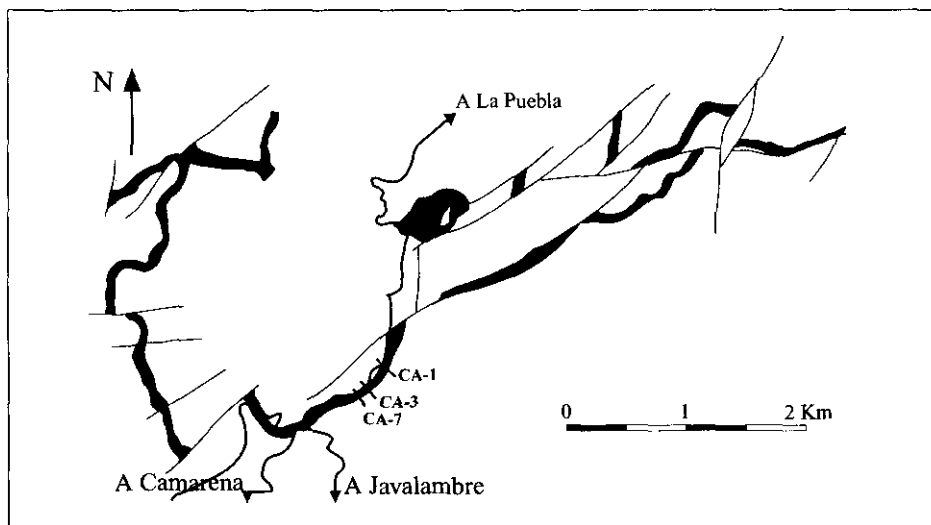 N
A La Puebla
CA-1
CA-3
CA-7
0 1 2 Km
A Camarena
A Javalambre